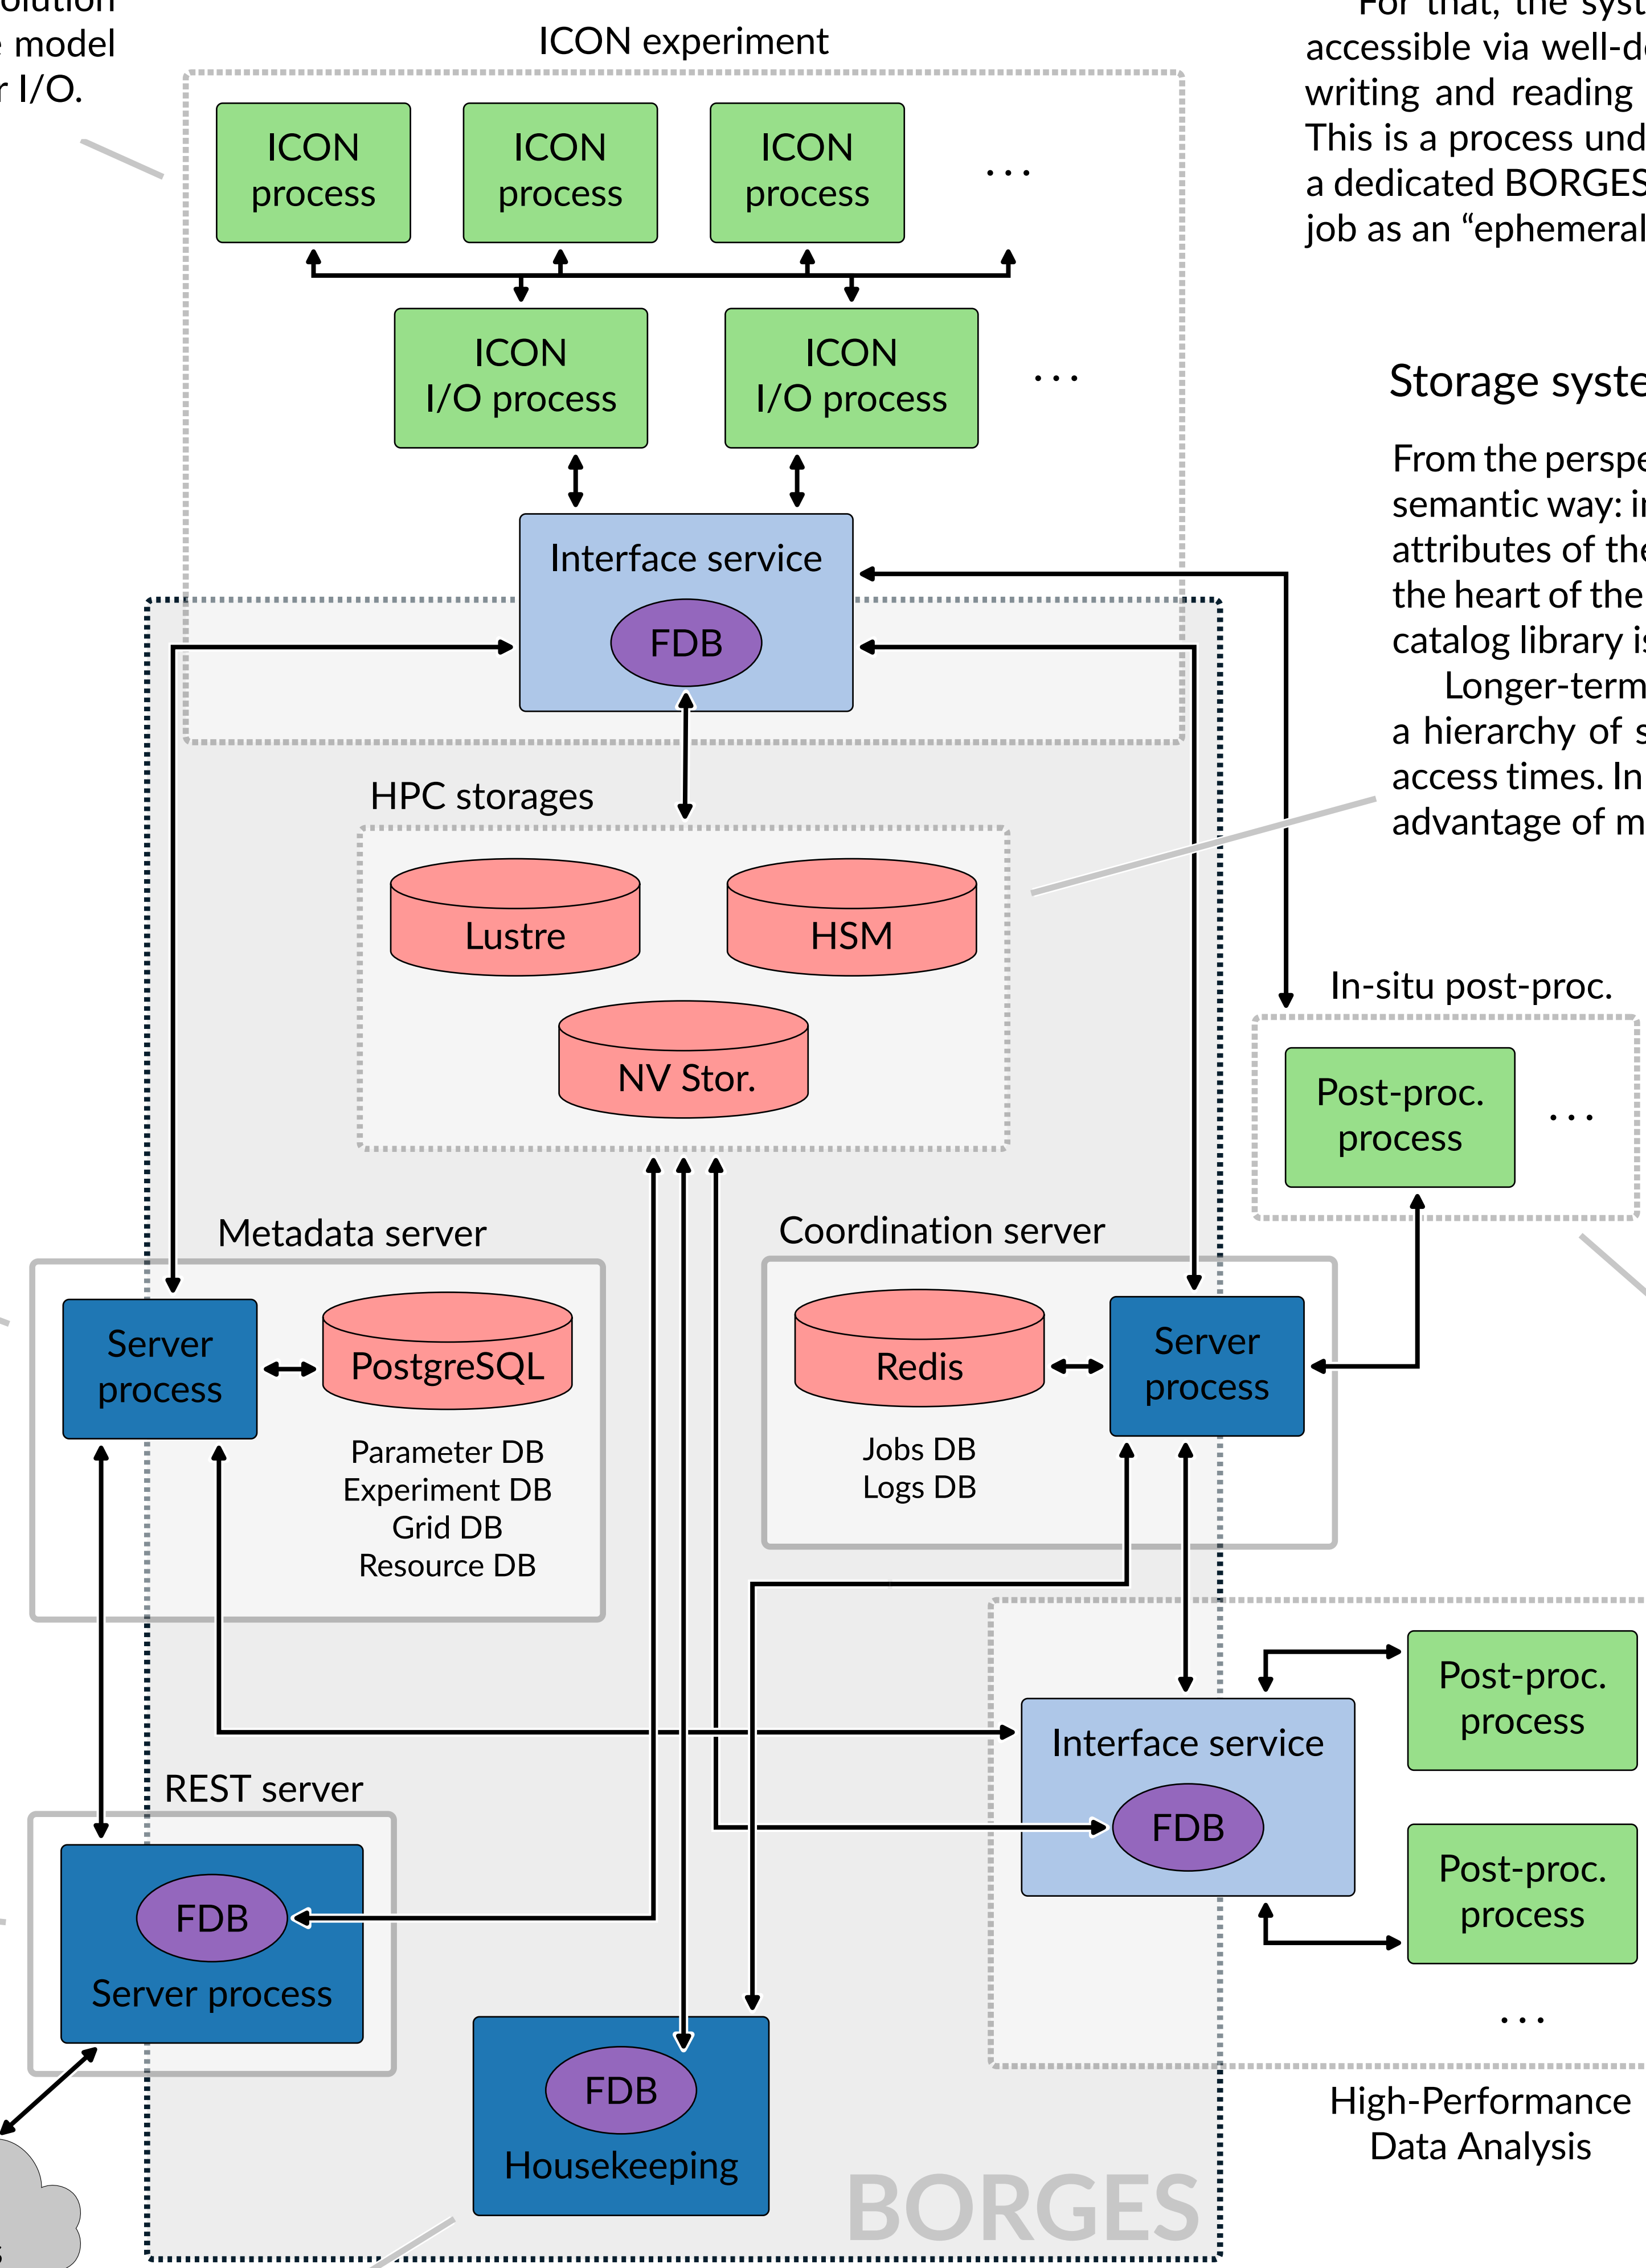 model
I/O.
ICON experiment
ICON
process
ICON
process
ICON
process
...
ICON
I/O process
ICON
I/O process
...
Interface service
FDB
For that, the
accessible via
writing and reading
This is a process
a dedicated BORGES
job as an “ephemeral
Storage
From the
semantic way:
attributes of
the heart of the
catalog library
Longer-term
a hierarchy of
access times. In
advantage of
HPC storages
Lustre
HSM
NV Stor.
In-situ post-proc.
Post-proc.
process
...
Metadata server
Server
process
PostgreSQL
Parameter DB
Experiment DB
Grid DB
Resource DB
Coordination server
Redis
Jobs DB
Logs DB
Server
process
Interface service
FDB
Post-proc.
process
Post-proc.
process
...
High-Performance
Data Analysis
REST server
FDB
Server process
FDB
Housekeeping
BORGES